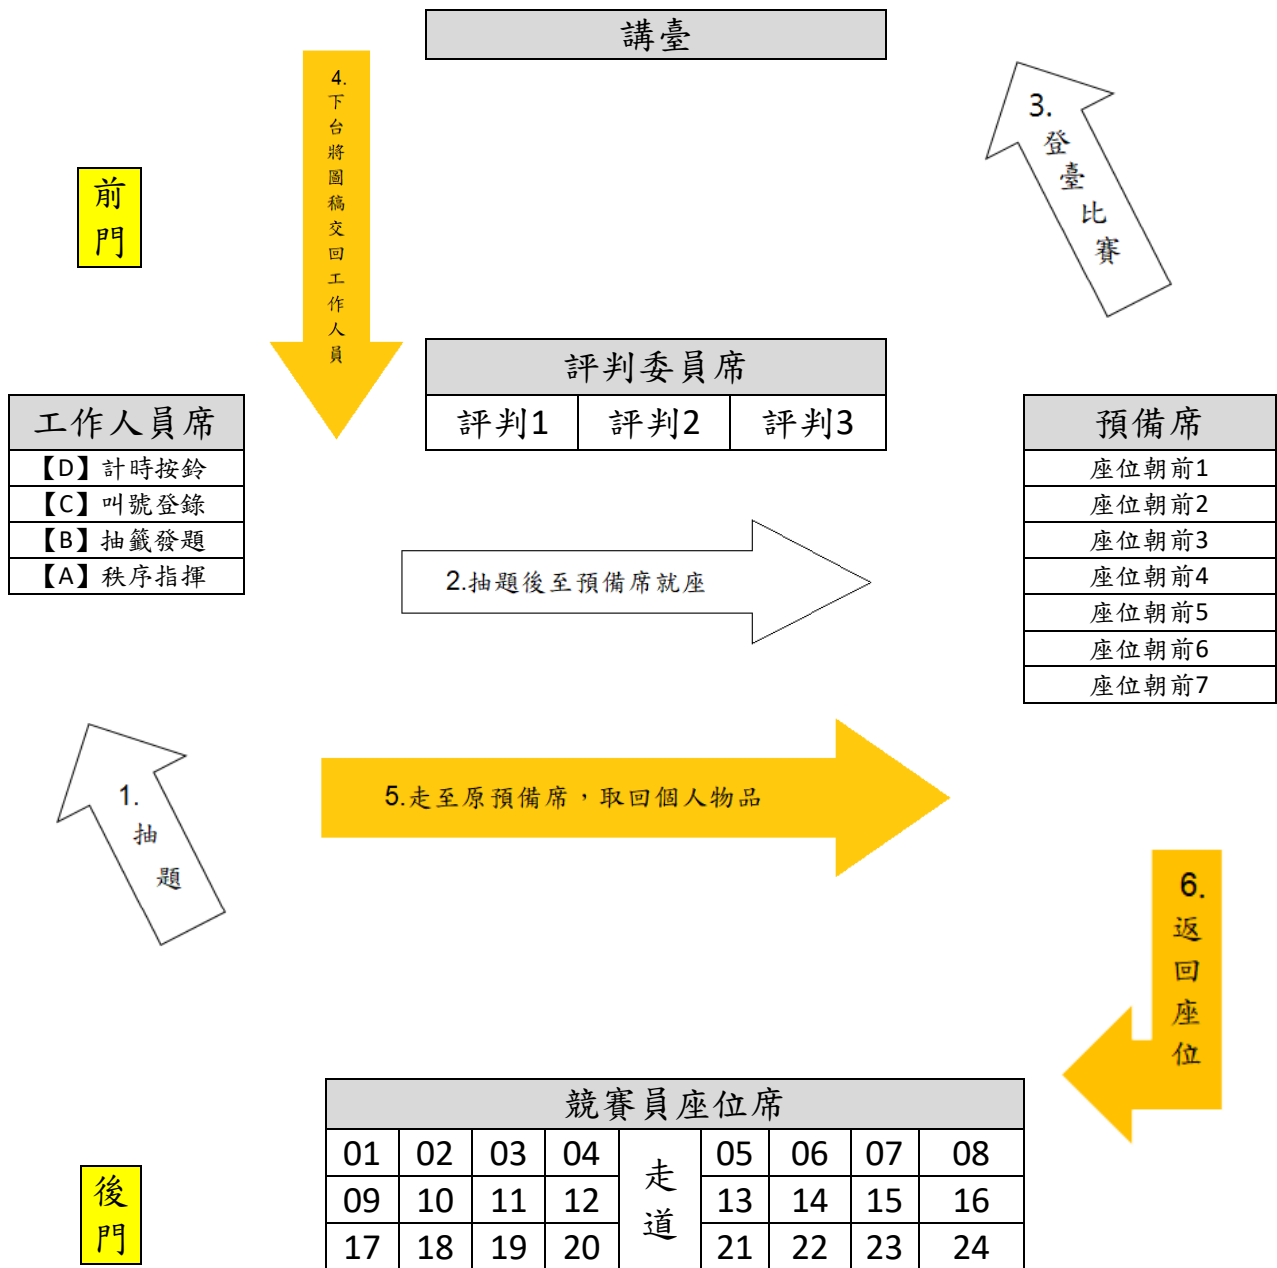 講臺
4.下台將圖稿交回工作人員
3.登臺比賽
前門
評判委員席
評判1 評判2 評判3
工作人員席
【D】計時按鈴
【C】叫號登錄
【B】抽籤發題
【A】秩序指揮
預備席
座位朝前1
座位朝前2
座位朝前3
座位朝前4
座位朝前5
座位朝前6
座位朝前7
2.抽題後至預備席就座
1.抽題
5.走至原預備席，取回個人物品
6.返回座位
競賽員座位席
01 02 03 04 走道 05 06 07 08
09 10 11 12 13 14 15 16
17 18 19 20 21 22 23 24
後門